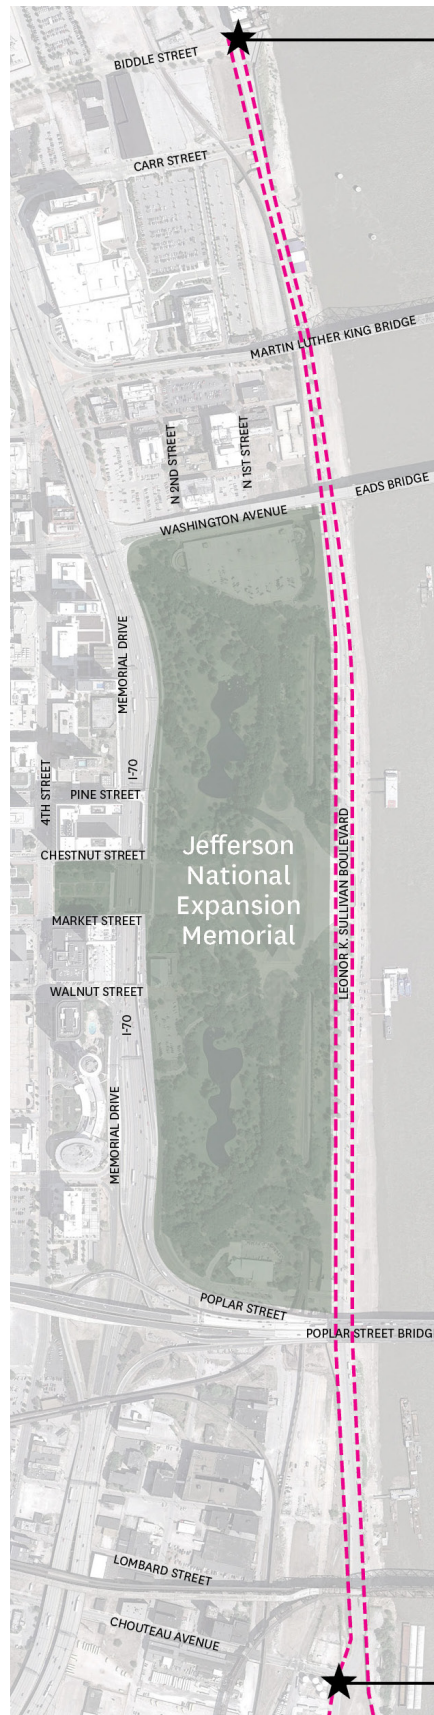 BIDDLE STREET
CARR STREET
MARTIN LUTHER KING BRIDGE
N 2ND STREET
N 1ST STREET
EADS BRIDGE
WASHINGTON AVENUE
MEMORIAL DRIVE
I-70
4TH STREET
PINE STREET
CHESTNUT STREET
Jefferson
National
Expansion
Memorial
LEONOR K. SULLIVAN BOULEVARD
MARKET STREET
WALNUT STREET
I-70
MEMORIAL DRIVE
POPLAR STREET
POPLAR STREET BRIDG
LOMBARD STREET
CHOUTEAU AVENUE